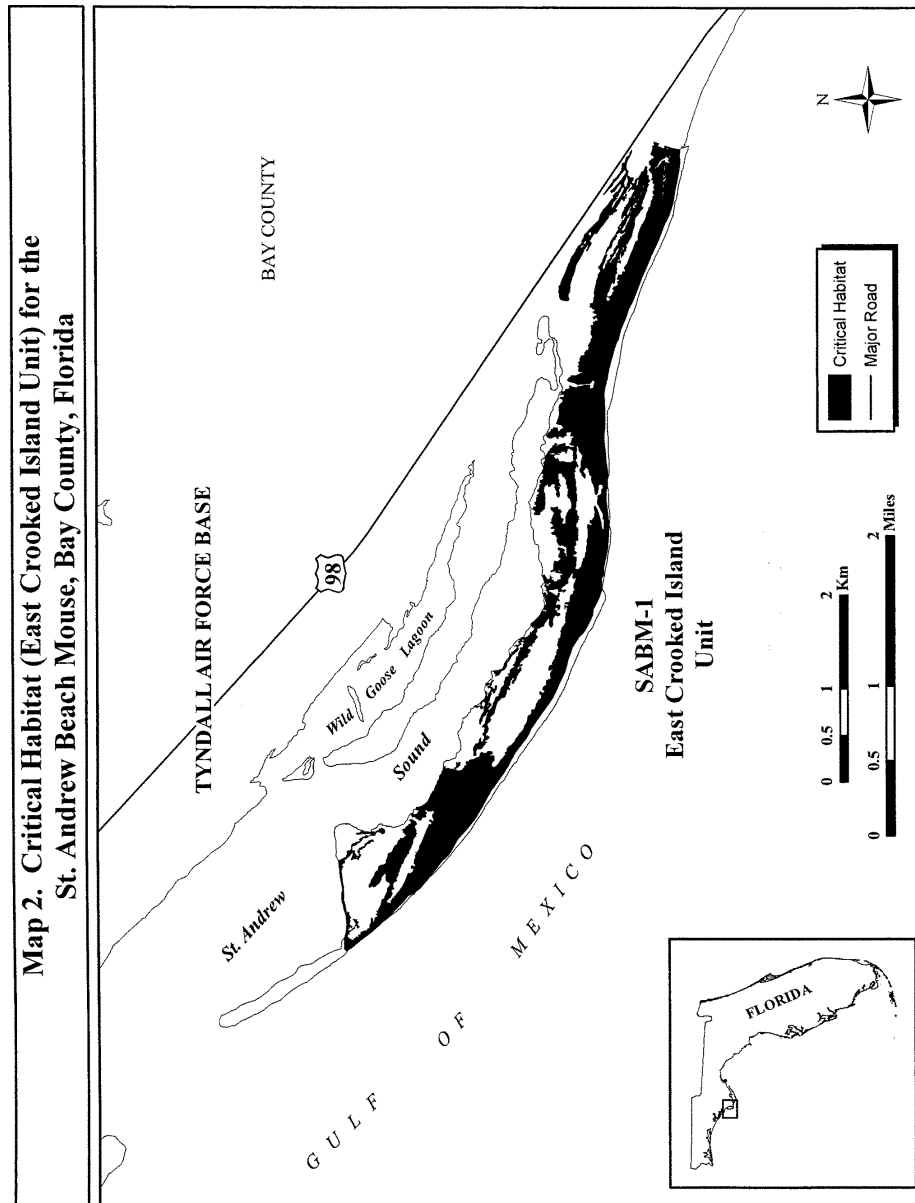 Map 2. Critical Habitat (East Crooked Island Unit) for the
St. Andrew Beach Mouse, Bay County, Florida
BAY COUNTY
TYNDALL AIR FORCE BASE
98
Wild Goose Lagoon
St. Andrew Sound
GULF OF MEXICO
SABM-1
East Crooked Island
Unit
N
FLORIDA
0 0.5 1 2 Km
0 0.5 1 2 Miles
Critical Habitat
Major Road